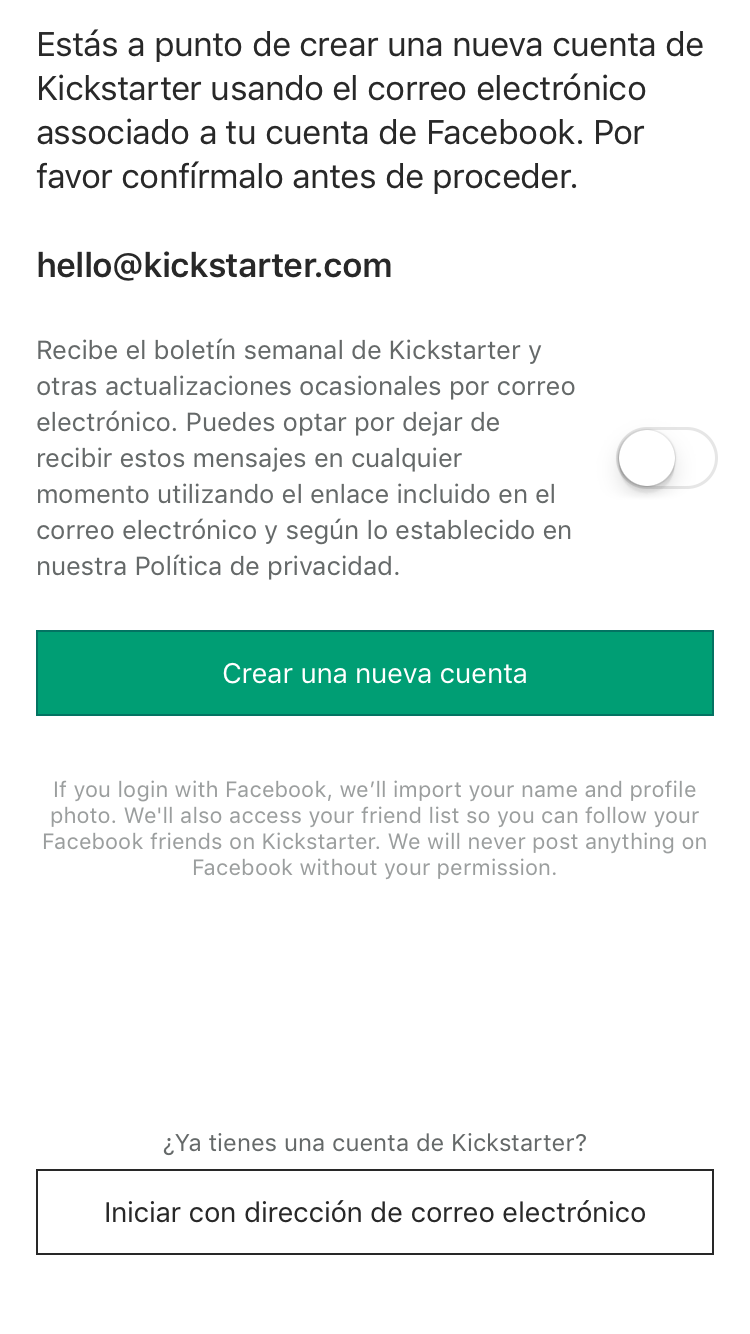 Estás a punto de crear una nueva cuenta de
Kickstarter usando el correo electrónico
associado a tu cuenta de Facebook. Por
favor confírmalo antes de proceder.
hello@kickstarter.com
Recibe el boletín semanal de Kickstarter y
otras actualizaciones ocasionales por correo
electrónico. Puedes optar por dejar de
recibir estos mensajes en cualquier
momento utilizando el enlace incluido en el
correo electrónico y según lo establecido en
nuestra Política de privacidad.
Crear una nueva cuenta
If you login with Facebook, we’ll import your name and profile
photo. We'll also access your friend list so you can follow your
Facebook friends on Kickstarter. We will never post anything on
Facebook without your permission.
¿Ya tienes una cuenta de Kickstarter?
Iniciar con dirección de correo electrónico